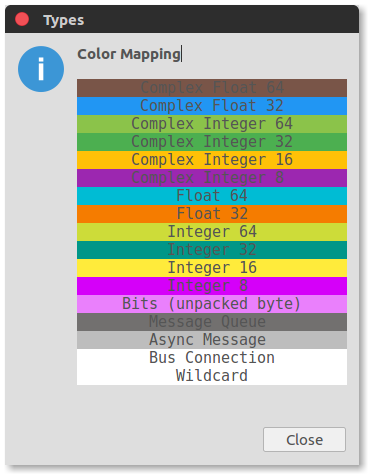 Types
Color Mapping
Complex Float 64
Complex Float 32
Complex Integer 64
Complex Integer 32
Complex Integer 16
Complex Integer 8
Float 64
Float 32
Integer 64
Integer 32
Integer 16
Integer 8
Bits (unpacked byte)
Message Queue
Async Message
Bus Connection
Wildcard
Close